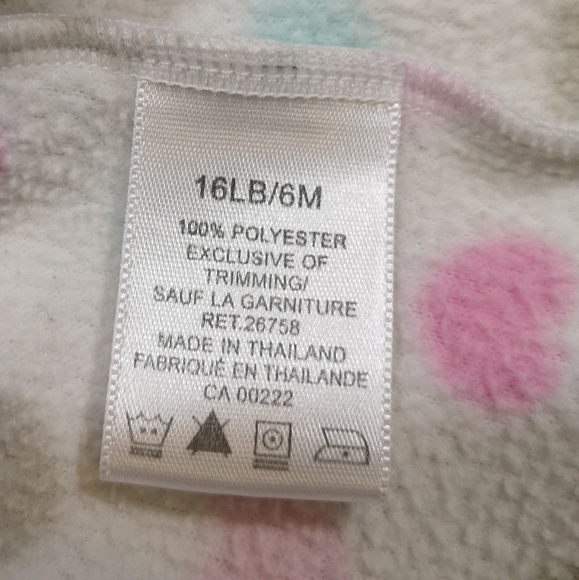 16LB/6M
100% POLYESTER
EXCLUSIVE OF
TRIMMING/
SAUF LA GARNITURE
RET.26758
MADE IN THAILAND
FABRIQUÉ EN THAILANDE
CA 00222